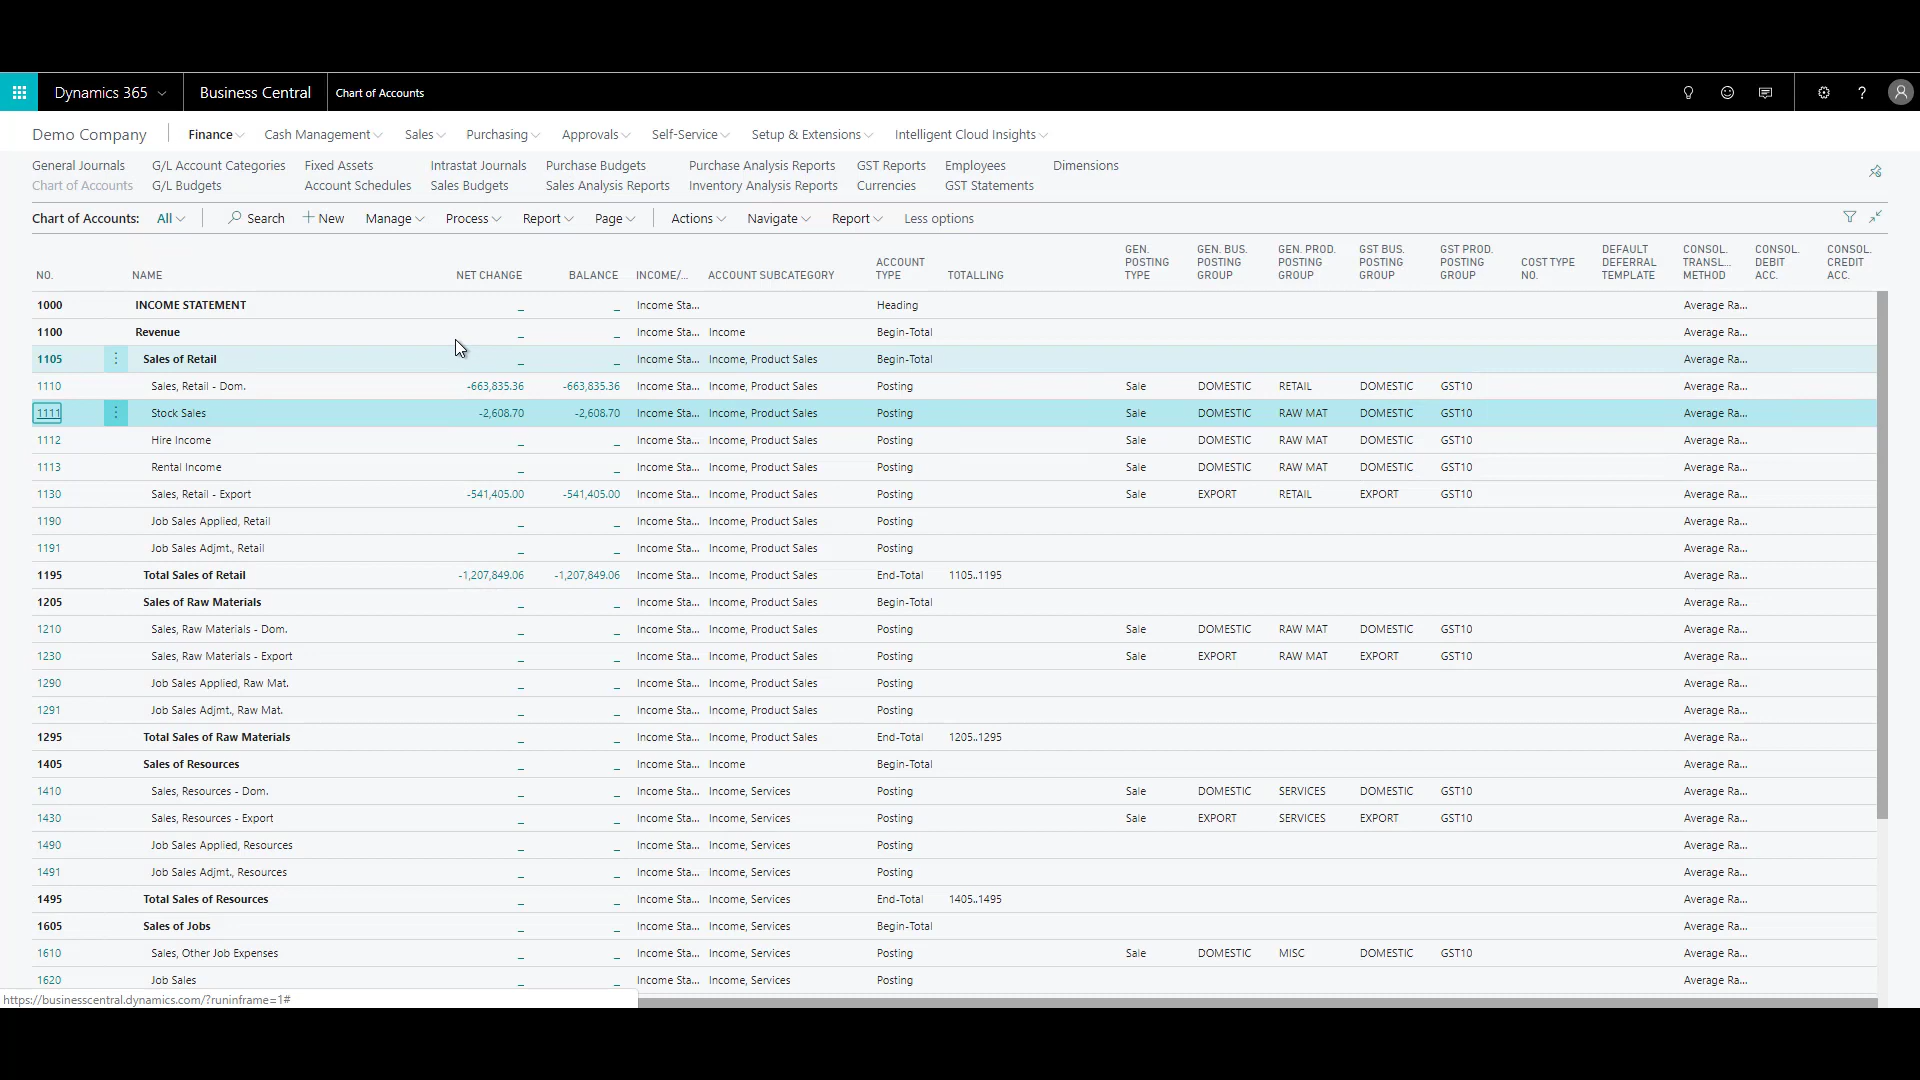 Dynamics 365 Business Central Chart of Accounts ?
Demo Company Finance Cash Management Sales Purchasing Approvals Self-Service Setup & Extensions Intelligent Cloud Insights
General Journals G/L Account Categories Fixed Assets Intrastat Journals Purchase Budgets Purchase Analysis Reports GST Reports Employees Dimensions
Chart of Accounts G/L Budgets Account Schedules Sales Budgets Sales Analysis Reports Inventory Analysis Reports Currencies GST Statements
Chart of Accounts: All Search + New Manage Process Report Page Actions Navigate Report Less options
NO. NAME NET CHANGE BALANCE INCOME/... ACCOUNT SUBCATEGORY ACCOUNT TYPE TOTALLING GEN. POSTING TYPE GEN. BUS. POSTING GROUP GEN. PROD. POSTING GROUP GST BUS. POSTING GROUP GST PROD. POSTING GROUP COST TYPE NO. DEFAULT DEFERRAL TEMPLATE CONSOL. TRANSL... METHOD CONSOL. DEBIT ACC. CONSOL. CREDIT ACC.
1000 INCOME STATEMENT _ _ Income Sta... Heading Average Ra...
1100 Revenue _ _ Income Sta... Income Begin-Total Average Ra...
1105 Sales of Retail _ _ Income Sta... Income, Product Sales Begin-Total Average Ra...
1110 Sales, Retail - Dom. -663,835.36 -663,835.36 Income Sta... Income, Product Sales Posting Sale DOMESTIC RETAIL DOMESTIC GST10 Average Ra...
1111 Stock Sales -2,608.70 -2,608.70 Income Sta... Income, Product Sales Posting Sale DOMESTIC RAW MAT DOMESTIC GST10 Average Ra...
1112 Hire Income _ _ Income Sta... Income, Product Sales Posting Sale DOMESTIC RAW MAT DOMESTIC GST10 Average Ra...
1113 Rental Income _ _ Income Sta... Income, Product Sales Posting Sale DOMESTIC RAW MAT DOMESTIC GST10 Average Ra...
1130 Sales, Retail - Export -541,405.00 -541,405.00 Income Sta... Income, Product Sales Posting Sale EXPORT RETAIL EXPORT GST10 Average Ra...
1190 Job Sales Applied, Retail _ _ Income Sta... Income, Product Sales Posting Average Ra...
1191 Job Sales Adjmt., Retail _ _ Income Sta... Income, Product Sales Posting Average Ra...
1195 Total Sales of Retail -1,207,849.06 -1,207,849.06 Income Sta... Income, Product Sales End-Total 1105..1195 Average Ra...
1205 Sales of Raw Materials _ _ Income Sta... Income, Product Sales Begin-Total Average Ra...
1210 Sales, Raw Materials - Dom. _ _ Income Sta... Income, Product Sales Posting Sale DOMESTIC RAW MAT DOMESTIC GST10 Average Ra...
1230 Sales, Raw Materials - Export _ _ Income Sta... Income, Product Sales Posting Sale EXPORT RAW MAT EXPORT GST10 Average Ra...
1290 Job Sales Applied, Raw Mat. _ _ Income Sta... Income, Product Sales Posting Average Ra...
1291 Job Sales Adjmt., Raw Mat. _ _ Income Sta... Income, Product Sales Posting Average Ra...
1295 Total Sales of Raw Materials _ _ Income Sta... Income, Product Sales End-Total 1205..1295 Average Ra...
1405 Sales of Resources _ _ Income Sta... Income Begin-Total Average Ra...
1410 Sales, Resources - Dom. _ _ Income Sta... Income, Services Posting Sale DOMESTIC SERVICES DOMESTIC GST10 Average Ra...
1430 Sales, Resources - Export _ _ Income Sta... Income, Services Posting Sale EXPORT SERVICES EXPORT GST10 Average Ra...
1490 Job Sales Applied, Resources _ _ Income Sta... Income, Services Posting Average Ra...
1491 Job Sales Adjmt., Resources _ _ Income Sta... Income, Services Posting Average Ra...
1495 Total Sales of Resources _ _ Income Sta... Income, Services End-Total 1405..1495 Average Ra...
1605 Sales of Jobs _ _ Income Sta... Income, Services Begin-Total Average Ra...
1610 Sales, Other Job Expenses _ _ Income Sta... Income, Services Posting Sale DOMESTIC MISC DOMESTIC GST10 Average Ra...
1620 Job Sales _ _ Income Sta... Income, Services Posting Average Ra...
https://businesscentral.dynamics.com/?runinframe=1#